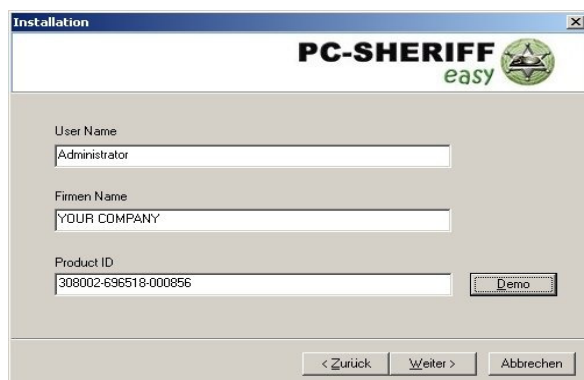 Installation
PC-SHERIFF
easy
User Name
Administrator
Firmen Name
YOUR COMPANY
Product ID
308002-696518-000856
Demo
< Zurück
Weiter >
Abbrechen